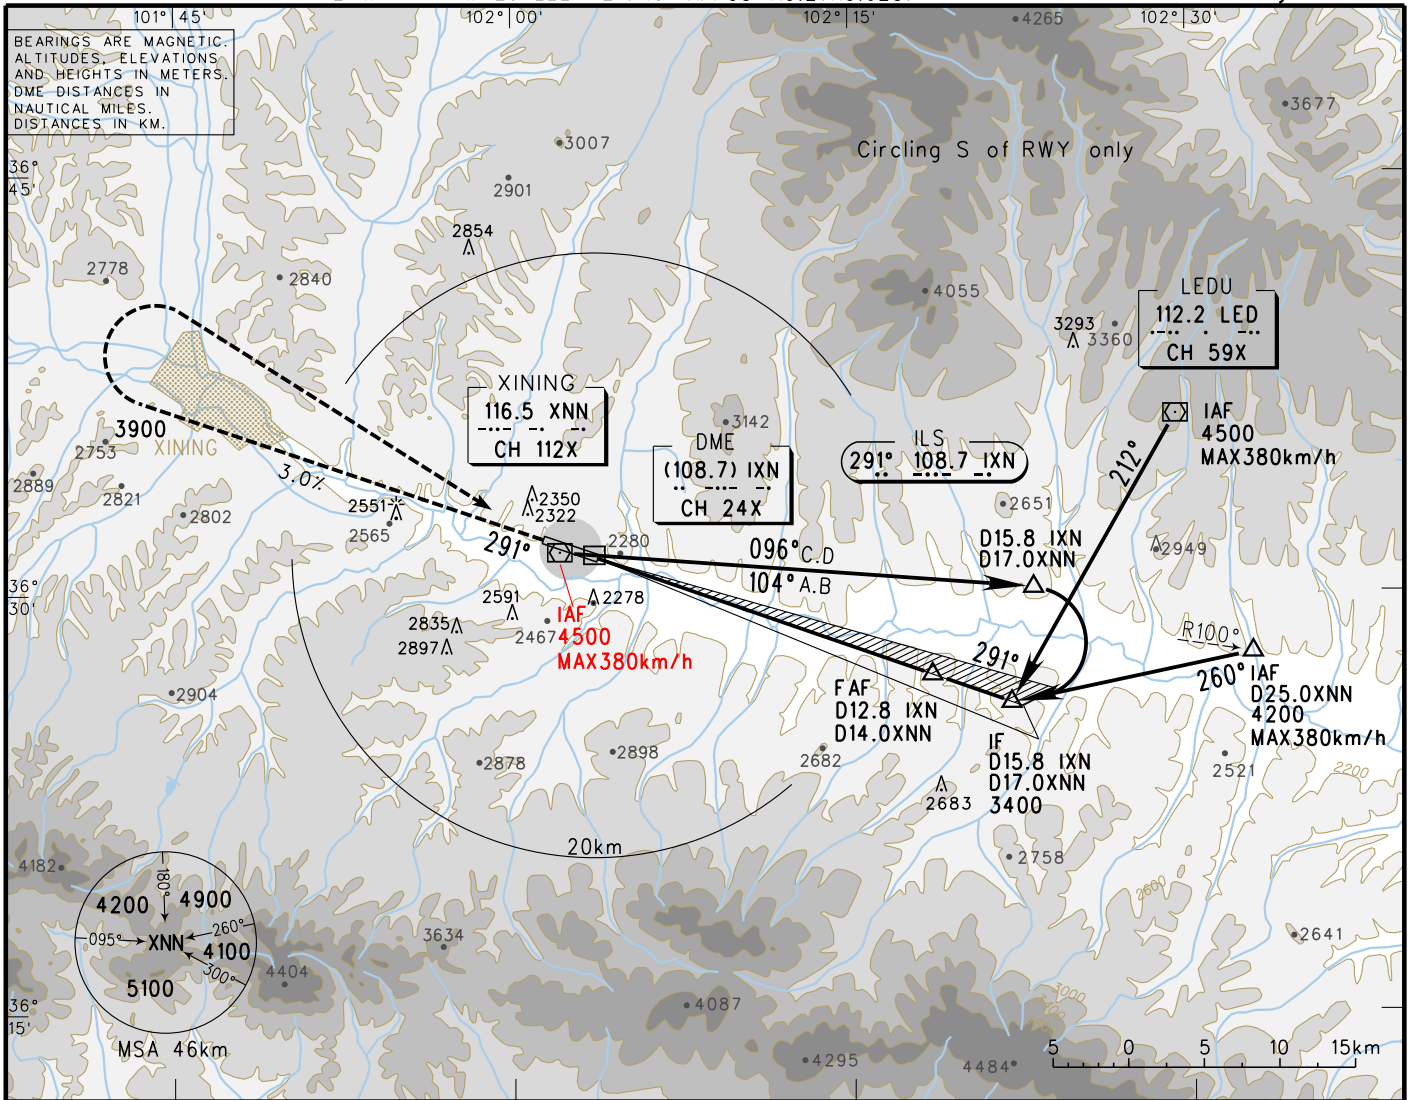 101°45'
102°00'
102°15'
102°30'
BEARINGS ARE MAGNETIC.
ALTITUDES, ELEVATIONS
AND HEIGHTS IN METERS.
DME DISTANCES IN
NAUTICAL MILES.
DISTANCES IN KM.
4265
3677
3007
Circling S of RWY only
36°
45'
2901
2854
2778
2840
4055
LEDU
112.2 LED
CH 59X
3293
3360
XINING
116.5 XNN
CH 112X
3142
DME
(108.7) IXN
CH 24X
ILS
291° 108.7 IXN
IAF
4500
MAX380km/h
212°
3900
XINING
2753
2889
2821
2802
3.0%
2551
2565
2350
2322
2651
291°
2280
096° C.D
104° A.B
D15.8 IXN
D17.0XNN
2949
36°
30'
2591
2278
2835
2467
2897
IAF
4500
MAX380km/h
R100°
291°
260°
IAF
D25.0XNN
4200
MAX380km/h
2904
FAF
D12.8 IXN
D14.0XNN
IF
D15.8 IXN
D17.0XNN
3400
2878
2898
2682
2683
2521
2200
20km
2758
2600
4182
180°
4200
4900
095°
XNN
260°
4100
300°
5100
MSA 46km
3634
4404
2641
3000
36°
15'
4087
4295
4484
5 0 5 10 15km